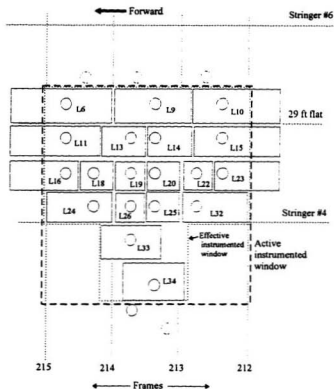 Forward
Stringer #6
L6 L9 L10
29 ft flat
L11 L13 L14 L15
L16 L18 L19 L20 L22 L23
L24 L26 L25 L32
Stringer #4
L33
Effective
instrumented
window
Active
instrumented
window
L34
215 214 213 212
Frames